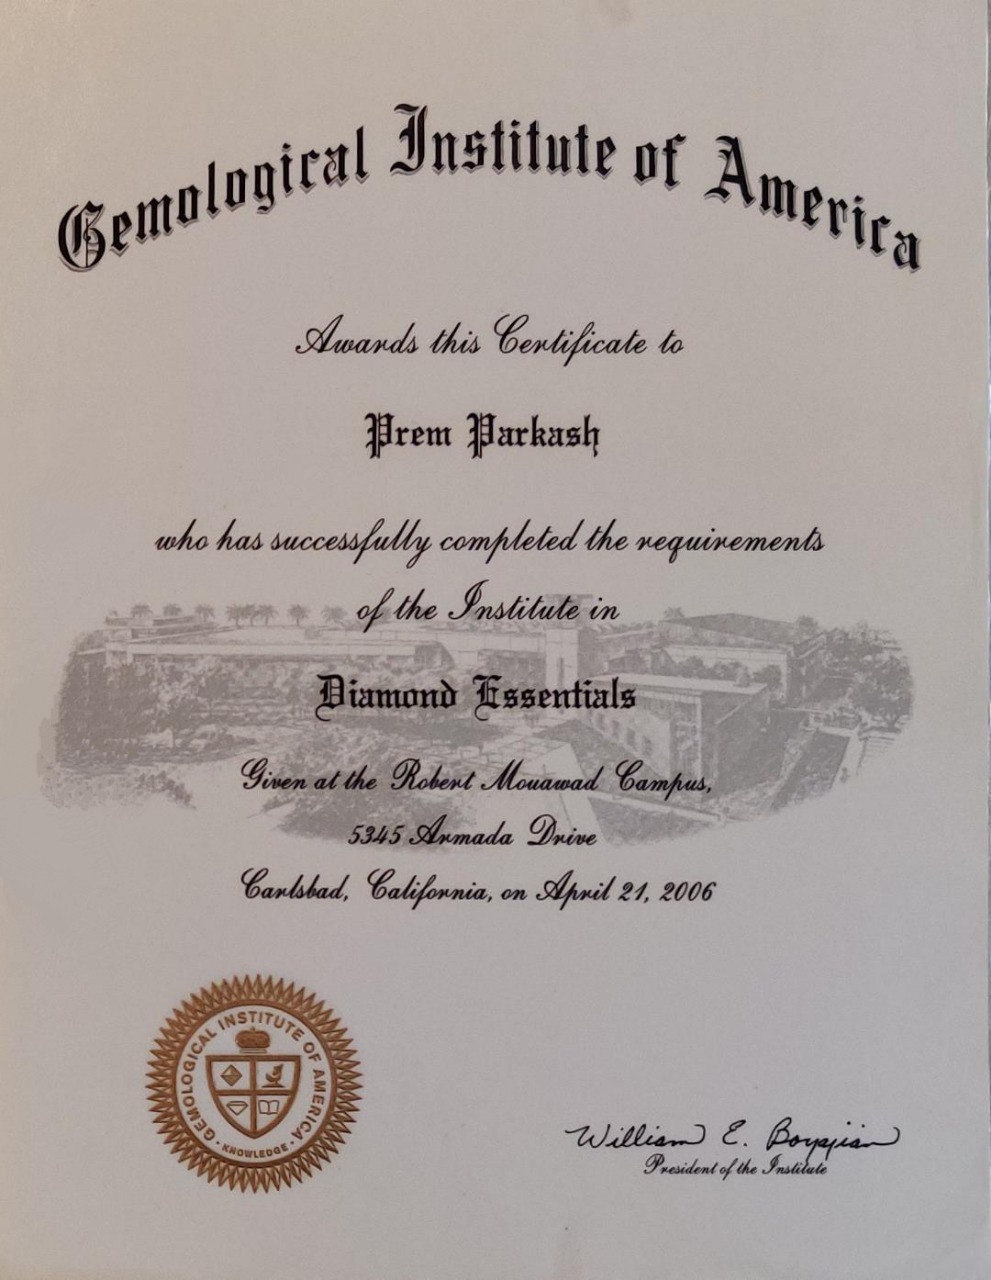 Gemological Institute of America
Awards this Certificate to
Prem Parkash
who has successfully completed the requirements
of the Institute in
Diamond Essentials
Given at the Robert Mouawad Campus,
5345 Armada Drive
Carlsbad, California, on April 21, 2006
GEMOLOGICAL INSTITUTE OF AMERICA
· KNOWLEDGE ·
William E. Boyajian
President of the Institute